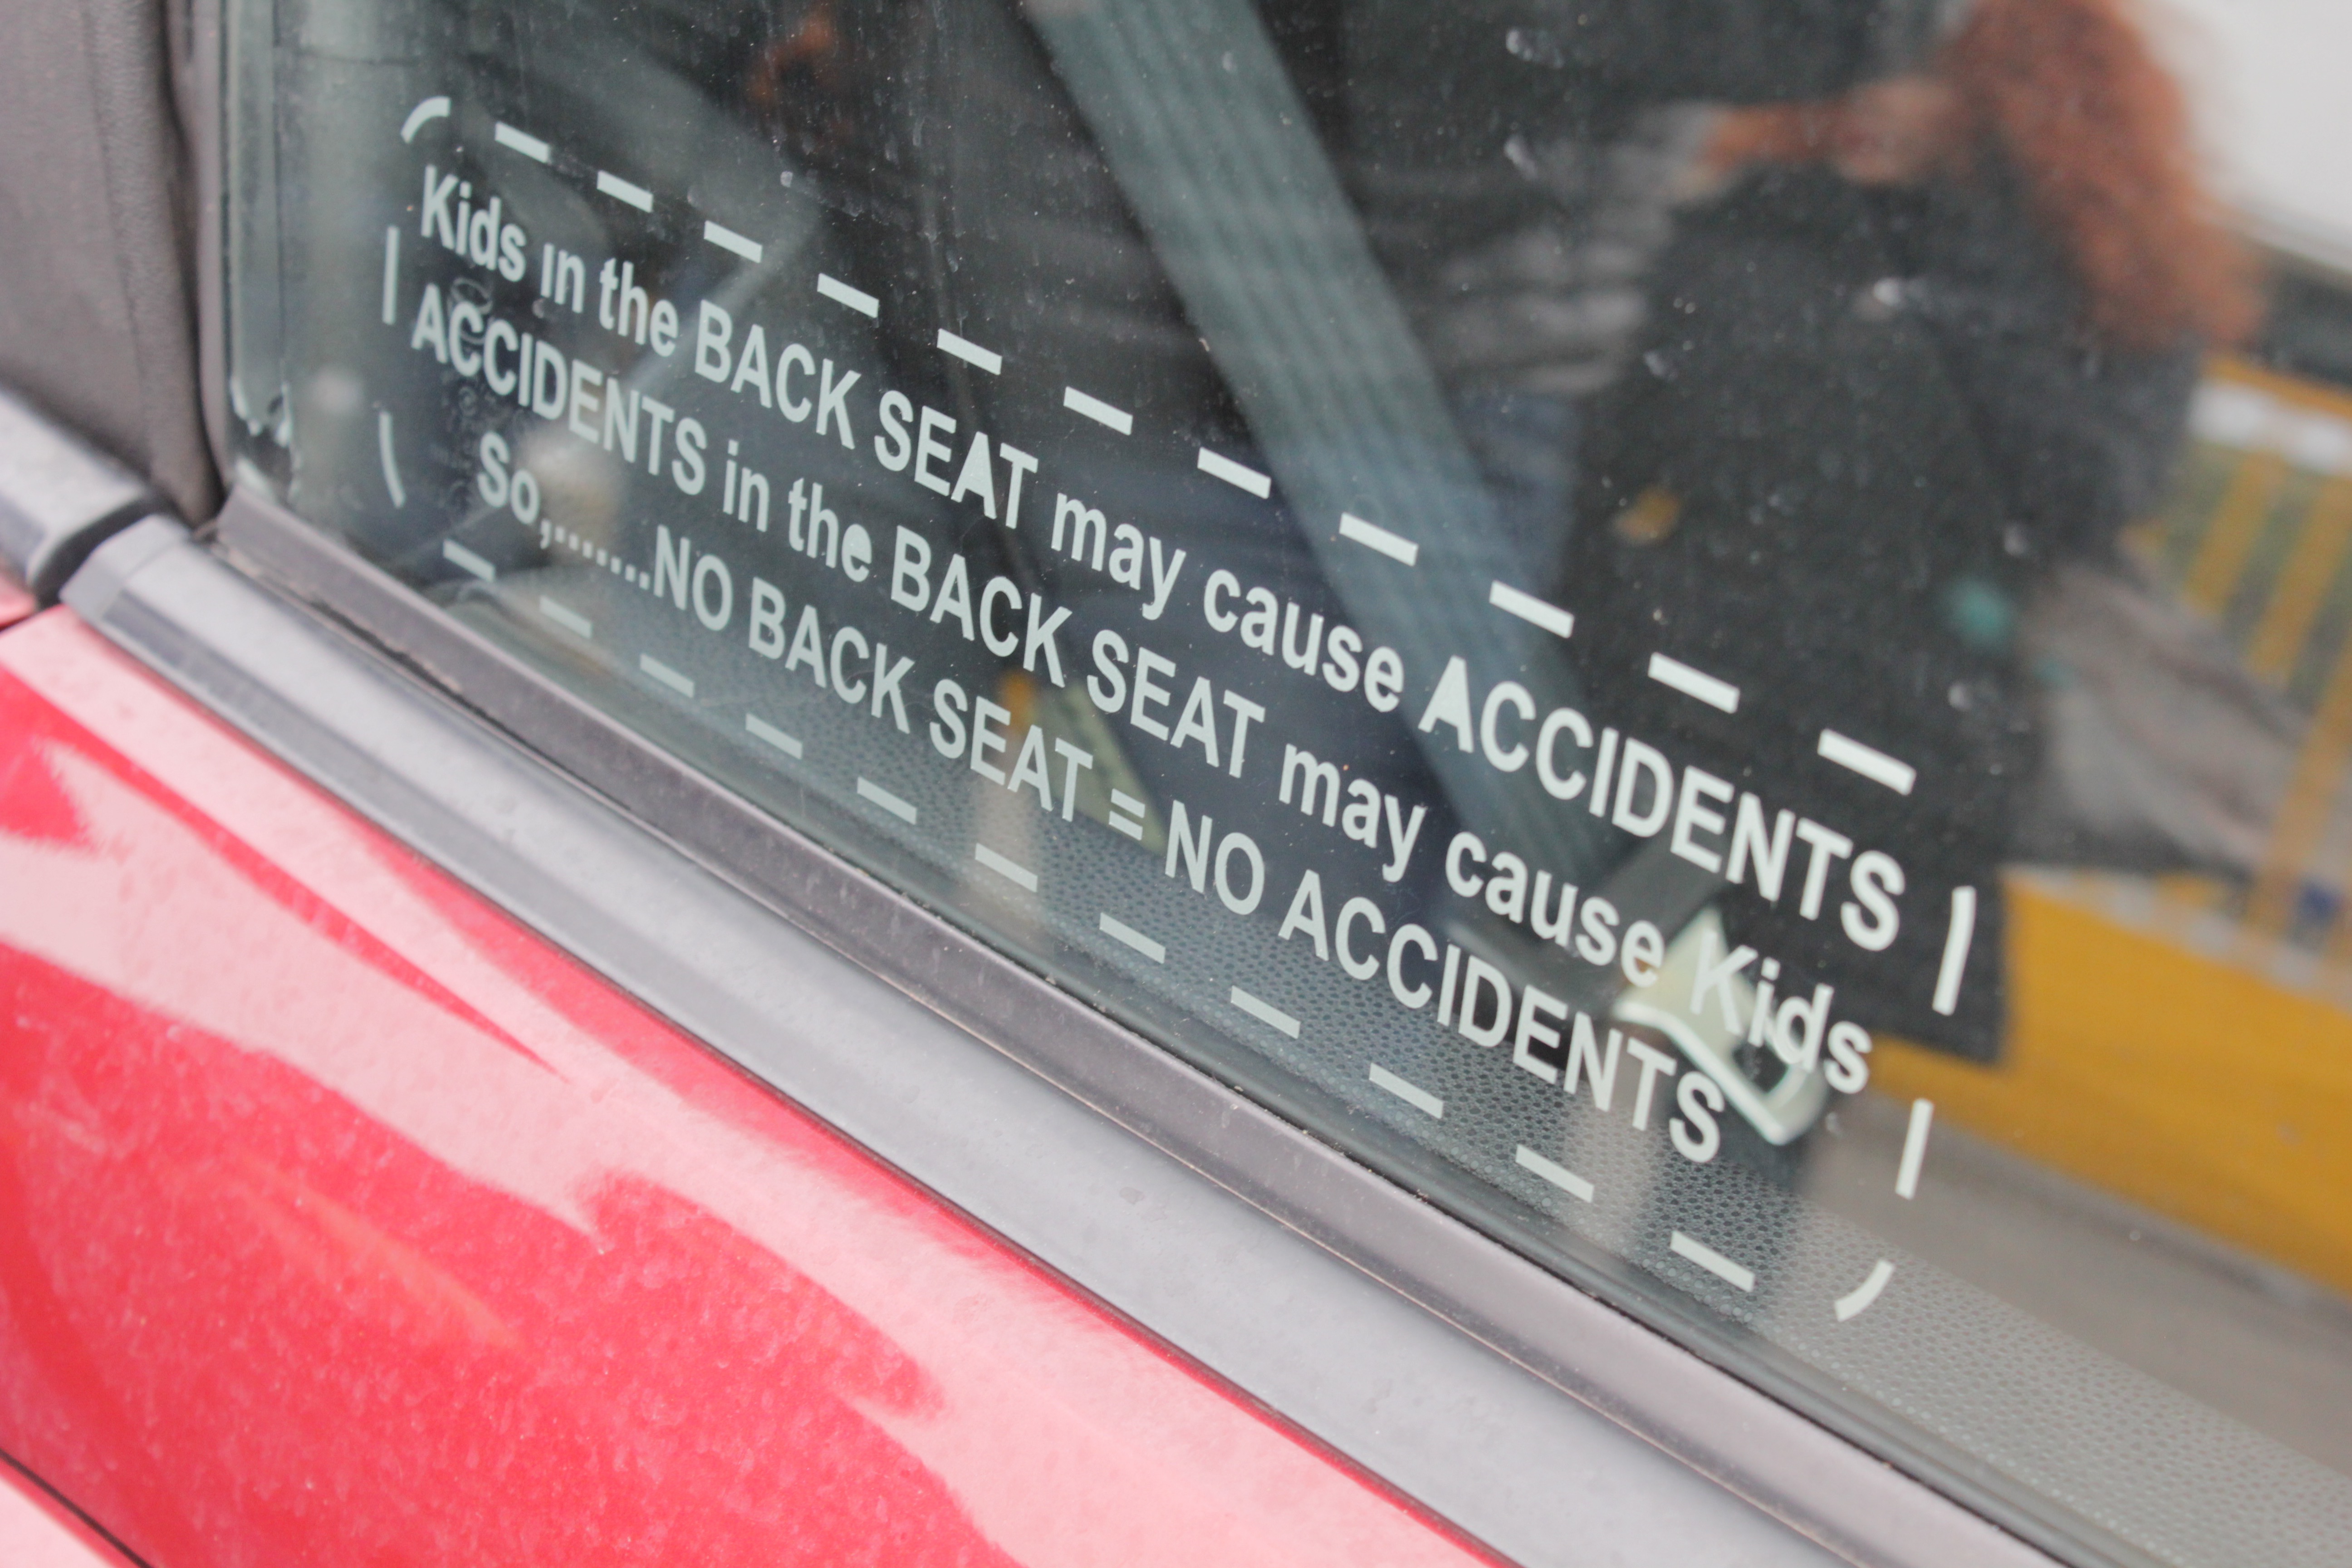 Kids in the BACK SEAT may cause ACCIDENTS
ACCIDENTS in the BACK SEAT may cause Kids
So,......NO BACK SEAT = NO ACCIDENTS